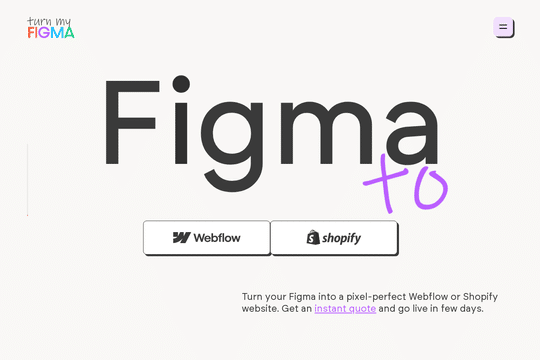 turn my
FIGMA
Figma
to
Webflow
shopify
Turn your Figma into a pixel-perfect Webflow or Shopify
website. Get an instant quote and go live in few days.